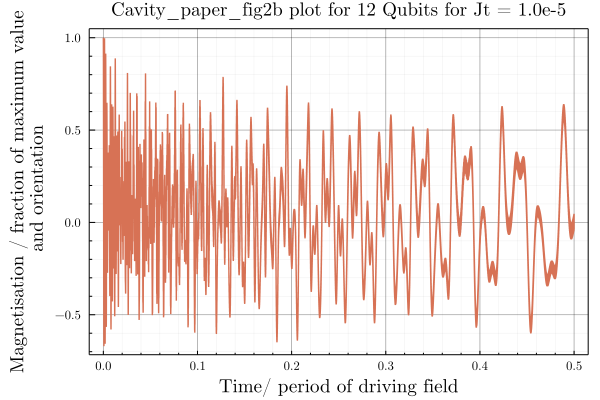 Cavity_paper_fig2b plot for 12 Qubits for Jt = 1.0e-5
Magnetisation / fraction of maximum value
and orientation
1.0
0.5
0.0
−0.5
0.0 0.1 0.2 0.3 0.4 0.5
Time/ period of driving field